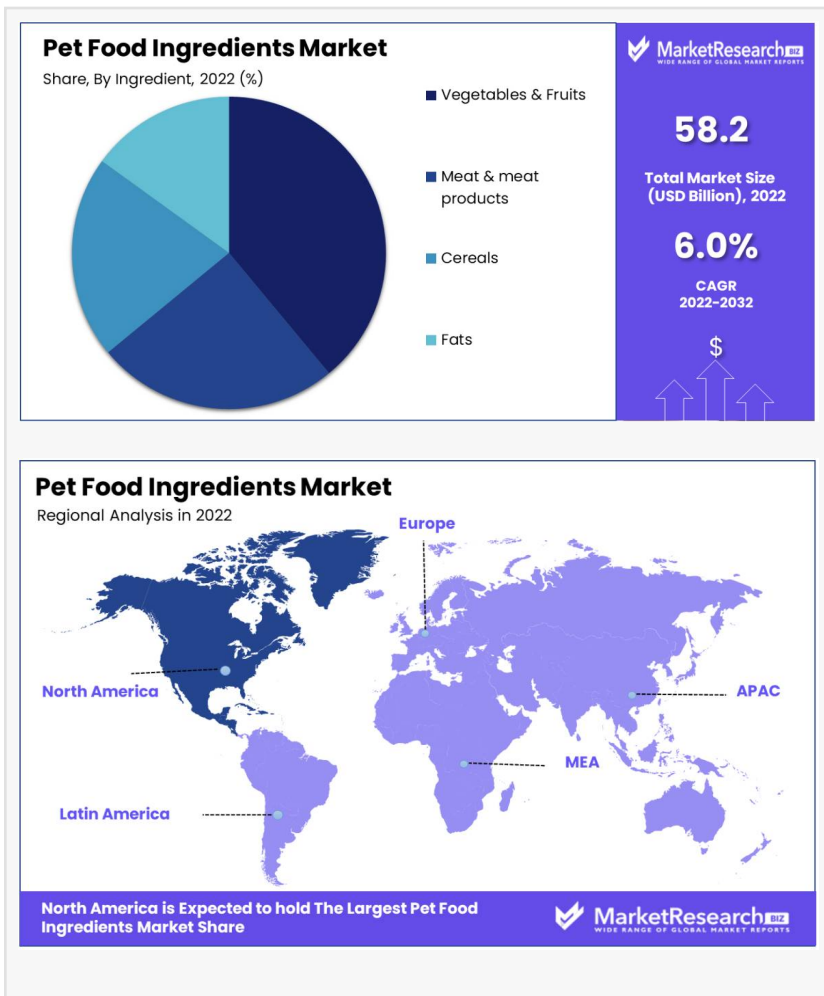 Pet Food Ingredients Market
Share, By Ingredient, 2022 (%)
Vegetables & Fruits
Meat & meat
products
Cereals
Fats
MarketResearch BIZ
WIDE RANGE OF GLOBAL MARKET REPORTS
58.2
Total Market Size
(USD Billion), 2022
6.0%
CAGR
2022-2032
$
Pet Food Ingredients Market
Regional Analysis in 2022
Europe
North America
APAC
MEA
Latin America
North America is Expected to hold The Largest Pet Food
Ingredients Market Share
MarketResearch BIZ
WIDE RANGE OF GLOBAL MARKET REPORTS